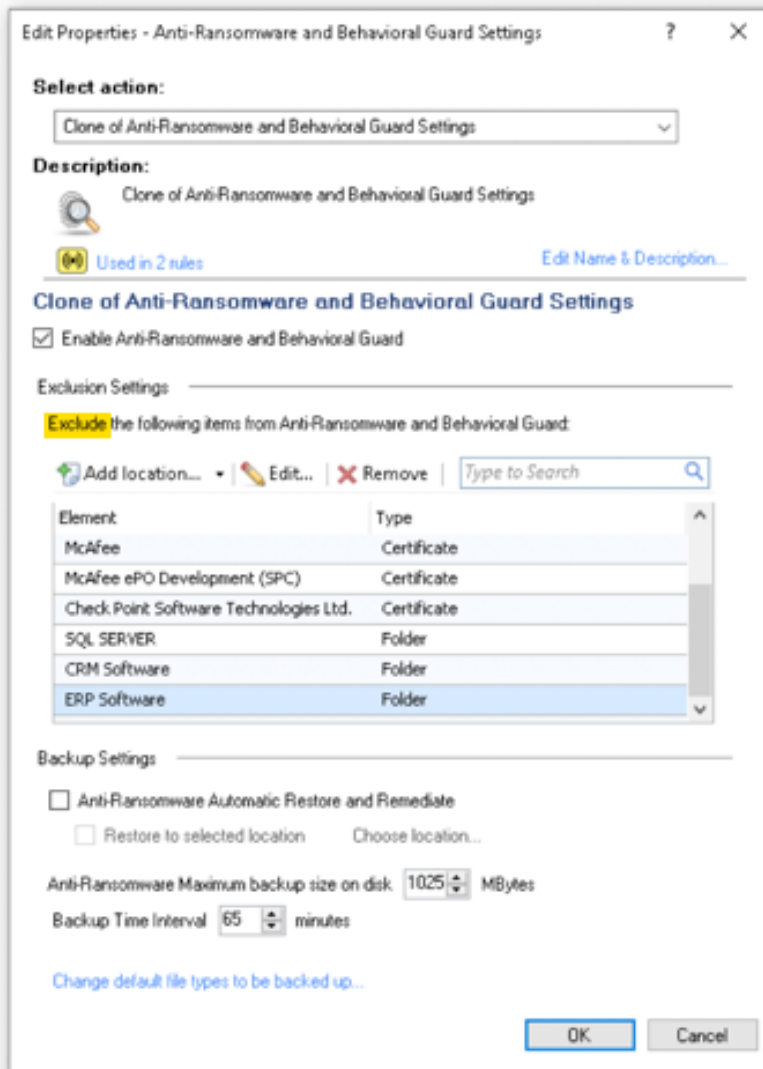 Edit Properties - Anti-Ransomware and Behavioral Guard Settings ? ✕
Select action:
Clone of Anti-Ransomware and Behavioral Guard Settings
Description:
Clone of Anti-Ransomware and Behavioral Guard Settings
Used in 2 rules Edit Name & Description...
Clone of Anti-Ransomware and Behavioral Guard Settings
Enable Anti-Ransomware and Behavioral Guard
Exclusion Settings
Exclude the following items from Anti-Ransomware and Behavioral Guard:
Add location... Edit... Remove Type to Search
Element Type
McAfee Certificate
McAfee ePO Development (SPC) Certificate
Check Point Software Technologies Ltd. Certificate
SQL SERVER Folder
CRM Software Folder
ERP Software Folder
Backup Settings
Anti-Ransomware Automatic Restore and Remediate
Restore to selected location Choose location...
Anti-Ransomware Maximum backup size on disk 1025 MBytes
Backup Time Interval 65 minutes
Change default file types to be backed up...
OK Cancel